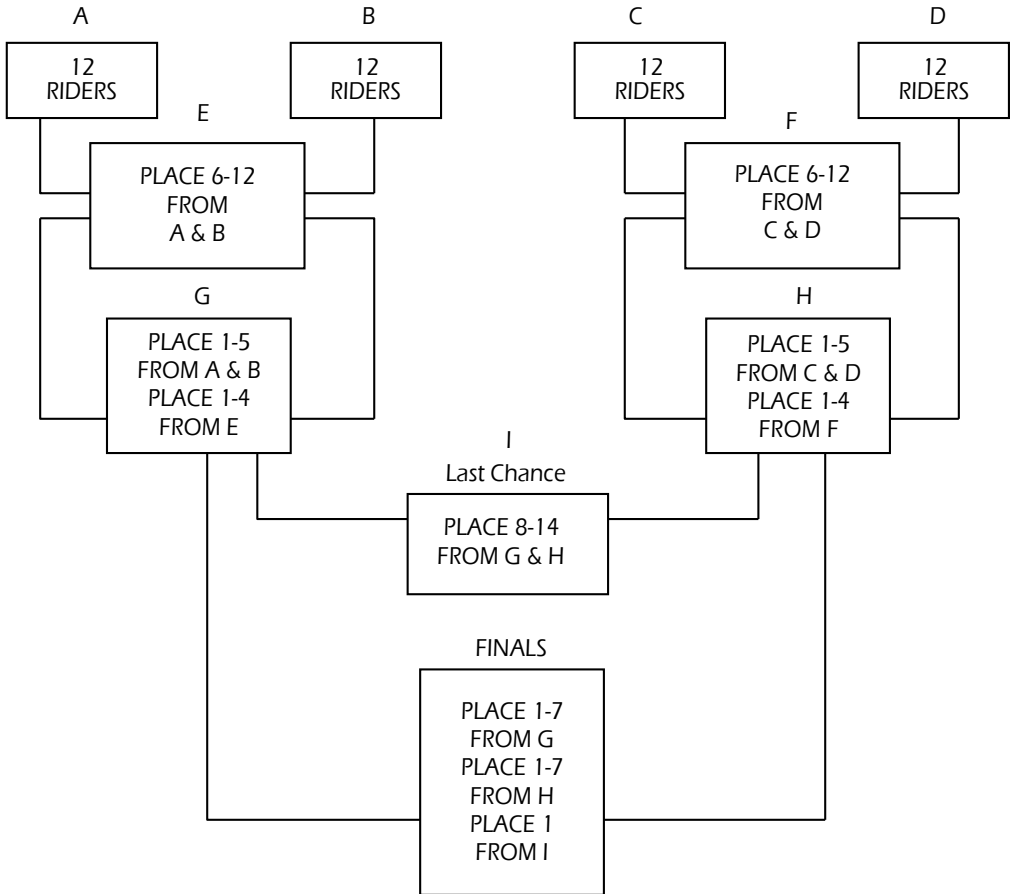 A
B
C
D
12
RIDERS
12
RIDERS
12
RIDERS
12
RIDERS
E
F
PLACE 6-12
FROM
A & B
PLACE 6-12
FROM
C & D
G
H
PLACE 1-5
FROM A & B
PLACE 1-4
FROM E
PLACE 1-5
FROM C & D
PLACE 1-4
FROM F
I
Last Chance
PLACE 8-14
FROM G & H
FINALS
PLACE 1-7
FROM G
PLACE 1-7
FROM H
PLACE 1
FROM I